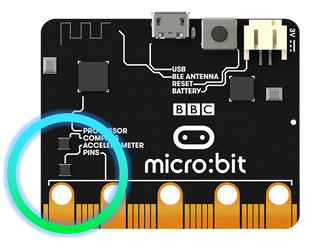 3V
USB
BLE ANTENNA
RESET
BATTERY
BBC
PROCESSOR
COMPASS
ACCELEROMETER
PINS
micro:bit